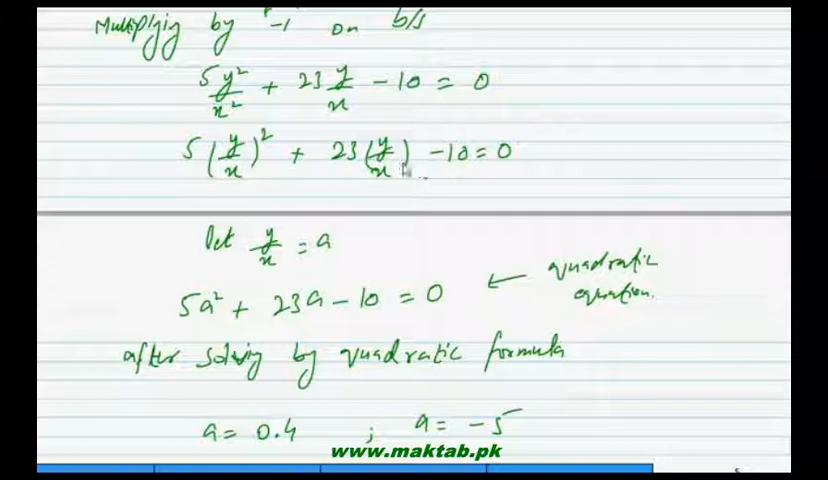 Multiplying by -1 on b/s
5y²/x² + 23 y/x - 10 = 0
5(y/x)² + 23(y/x) - 10 = 0
let y/x = a
5a² + 23a - 10 = 0 ← quadratic
equation.
after solving by quadratic formula
a = 0.4 ; a = -5
www.maktab.pk